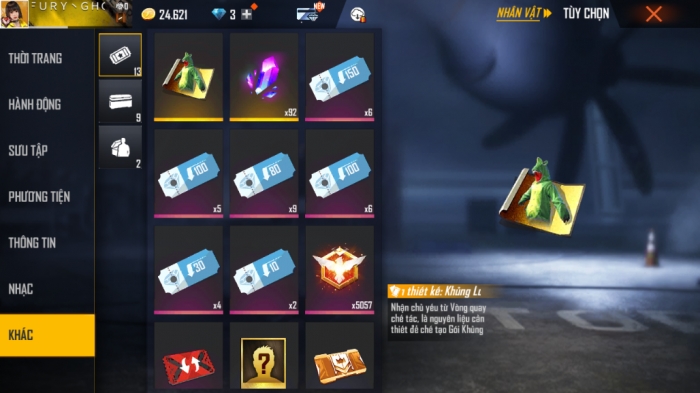 FURY
GHO
24.621
3
NEW
NHÂN VẬT
TÙY CHỌN
THỜI TRANG
HÀNH ĐỘNG
SƯU TẬP
PHƯƠNG TIỆN
THÔNG TIN
NHẠC
KHÁC
13
9
2
x92
150
x6
100
x5
80
x9
100
x6
30
x4
10
x2
x5057
?
thiết kế: Khủng Lo
Nhận chủ yếu từ Vòng quay
chế tác, là nguyên liệu cần
thiết để chế tạo Gói Khủng